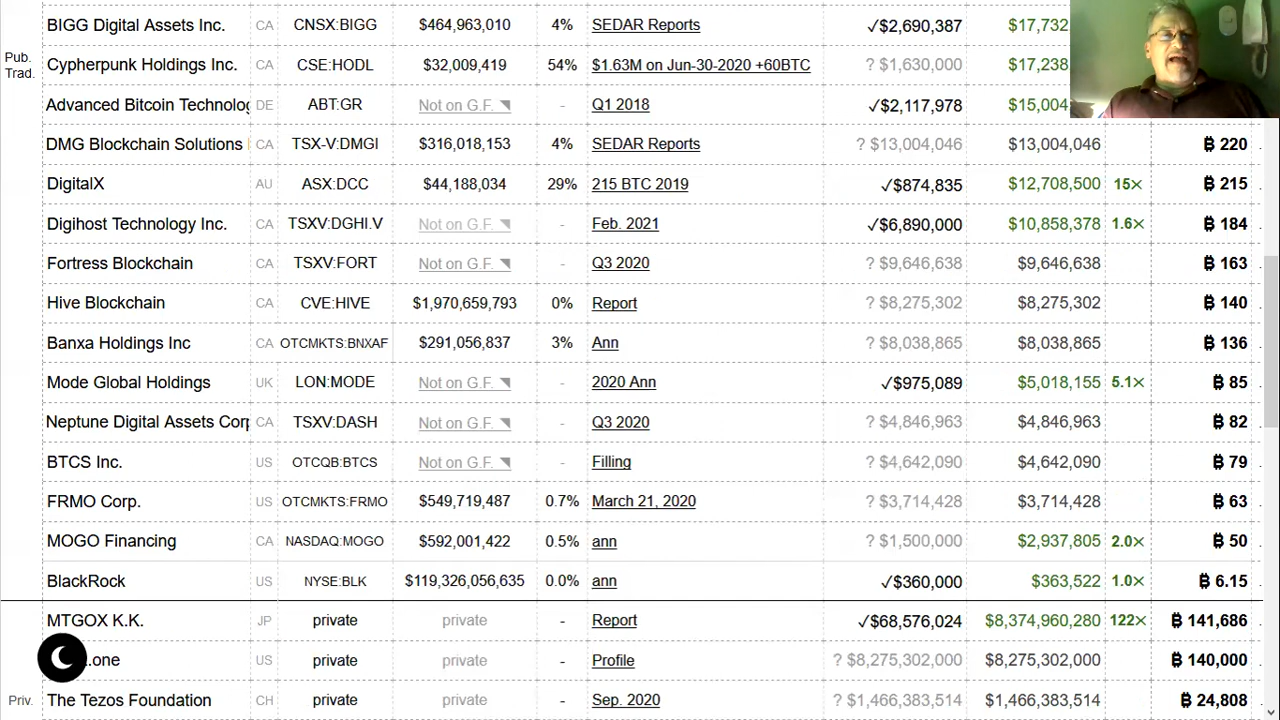 BIGG Digital Assets Inc. CA CNSX:BIGG $464,963,010 4% SEDAR Reports ✓$2,690,387 $17,732
Pub. Trad. Cypherpunk Holdings Inc. CA CSE:HODL $32,009,419 54% $1.63M on Jun-30-2020 +60BTC ? $1,630,000 $17,238
Advanced Bitcoin Technolog DE ABT:GR Not on G.F. ◥ - Q1 2018 ✓$2,117,978 $15,004
DMG Blockchain Solutions CA TSX-V:DMGI $316,018,153 4% SEDAR Reports ? $13,004,046 $13,004,046 ₿ 220
DigitalX AU ASX:DCC $44,188,034 29% 215 BTC 2019 ✓$874,835 $12,708,500 15× ₿ 215
Digihost Technology Inc. CA TSXV:DGHI.V Not on G.F. ◥ - Feb. 2021 ✓$6,890,000 $10,858,378 1.6× ₿ 184
Fortress Blockchain CA TSXV:FORT Not on G.F. ◥ - Q3 2020 ? $9,646,638 $9,646,638 ₿ 163
Hive Blockchain CA CVE:HIVE $1,970,659,793 0% Report ? $8,275,302 $8,275,302 ₿ 140
Banxa Holdings Inc CA OTCMKTS:BNXAF $291,056,837 3% Ann ? $8,038,865 $8,038,865 ₿ 136
Mode Global Holdings UK LON:MODE Not on G.F. ◥ - 2020 Ann ✓$975,089 $5,018,155 5.1× ₿ 85
Neptune Digital Assets Corp CA TSXV:DASH Not on G.F. ◥ - Q3 2020 ? $4,846,963 $4,846,963 ₿ 82
BTCS Inc. US OTCQB:BTCS Not on G.F. ◥ - Filling ? $4,642,090 $4,642,090 ₿ 79
FRMO Corp. US OTCMKTS:FRMO $549,719,487 0.7% March 21, 2020 ? $3,714,428 $3,714,428 ₿ 63
MOGO Financing CA NASDAQ:MOGO $592,001,422 0.5% ann ? $1,500,000 $2,937,805 2.0× ₿ 50
BlackRock US NYSE:BLK $119,326,056,635 0.0% ann ✓$360,000 $363,522 1.0× ₿ 6.15
MTGOX K.K. JP private private - Report ✓$68,576,024 $8,374,960,280 122× ₿ 141,686
.one US private private - Profile ? $8,275,302,000 $8,275,302,000 ₿ 140,000
Priv. The Tezos Foundation CH private private - Sep. 2020 ? $1,466,383,514 $1,466,383,514 ₿ 24,808